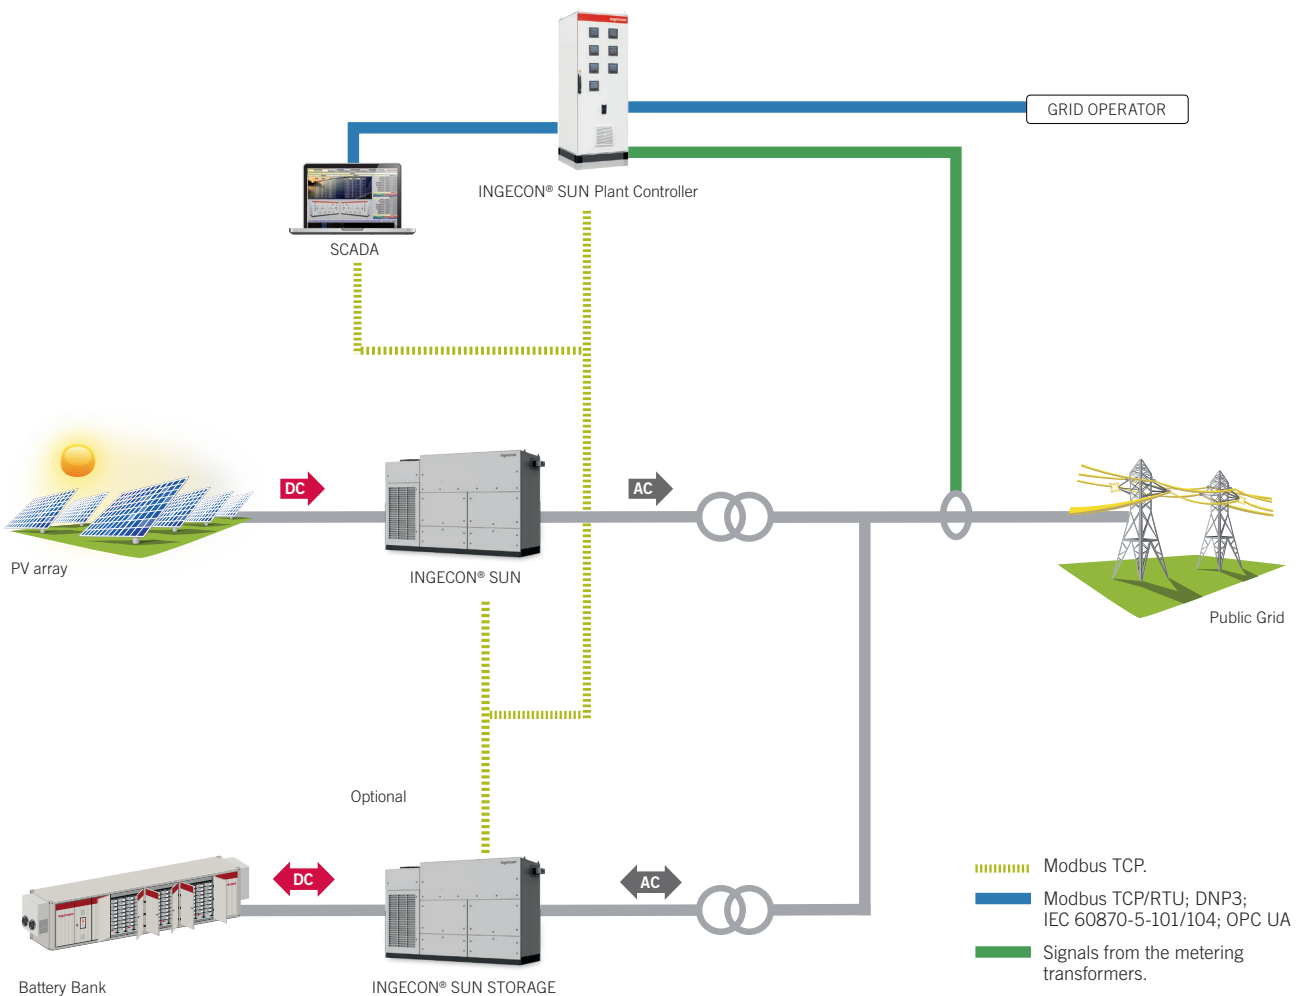 GRID OPERATOR
INGECON® SUN Plant Controller
SCADA
DC
AC
PV array
INGECON® SUN
Public Grid
Optional
DC
AC
Battery Bank
INGECON® SUN STORAGE
Modbus TCP.
Modbus TCP/RTU; DNP3;
IEC 60870-5-101/104; OPC UA
Signals from the metering
transformers.